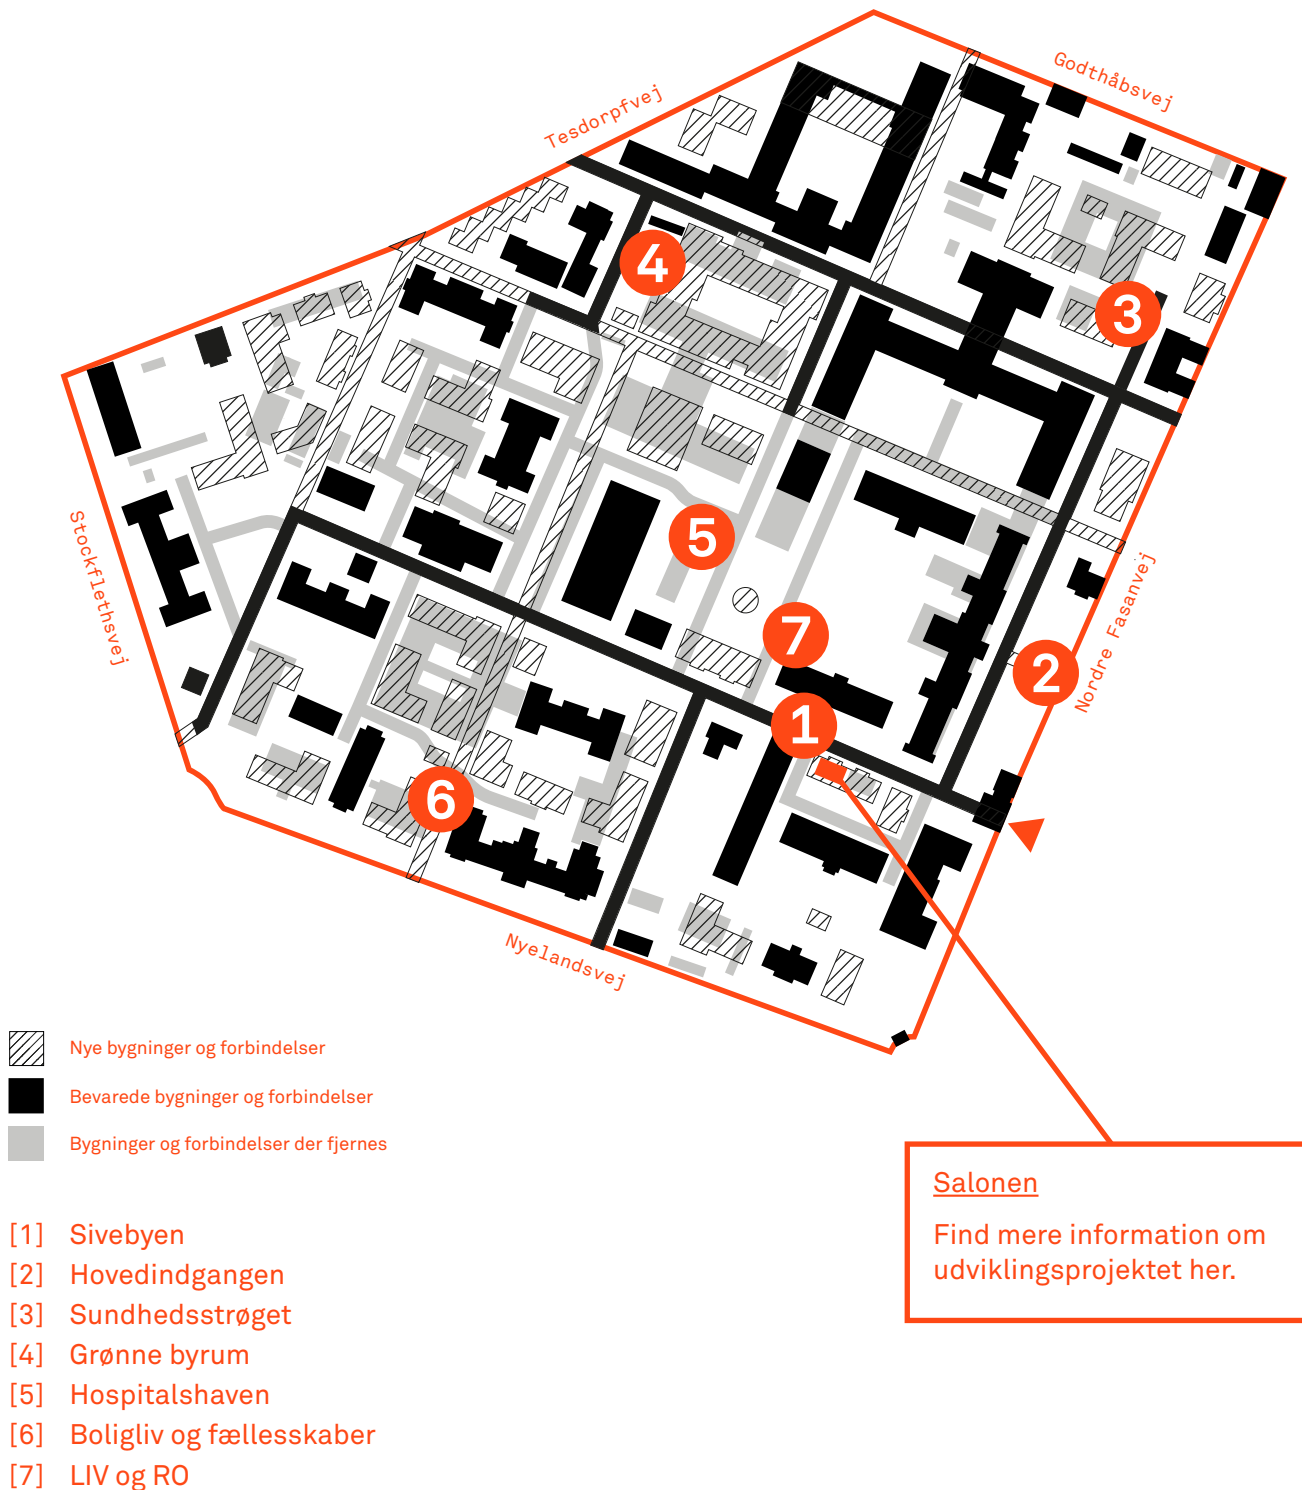 Godthåbsvej
Tesdorpfvej
4
3
Stockflethsvej
5
Nordre Fasanvej
7
2
1
6
Nyelandsvej
Nye bygninger og forbindelser
Bevarede bygninger og forbindelser
Bygninger og forbindelser der fjernes
Salonen
Find mere information om
udviklingsprojektet her.
[1] Sivebyen
[2] Hovedindgangen
[3] Sundhedsstrøget
[4] Grønne byrum
[5] Hospitalshaven
[6] Boligliv og fællesskaber
[7] LIV og RO